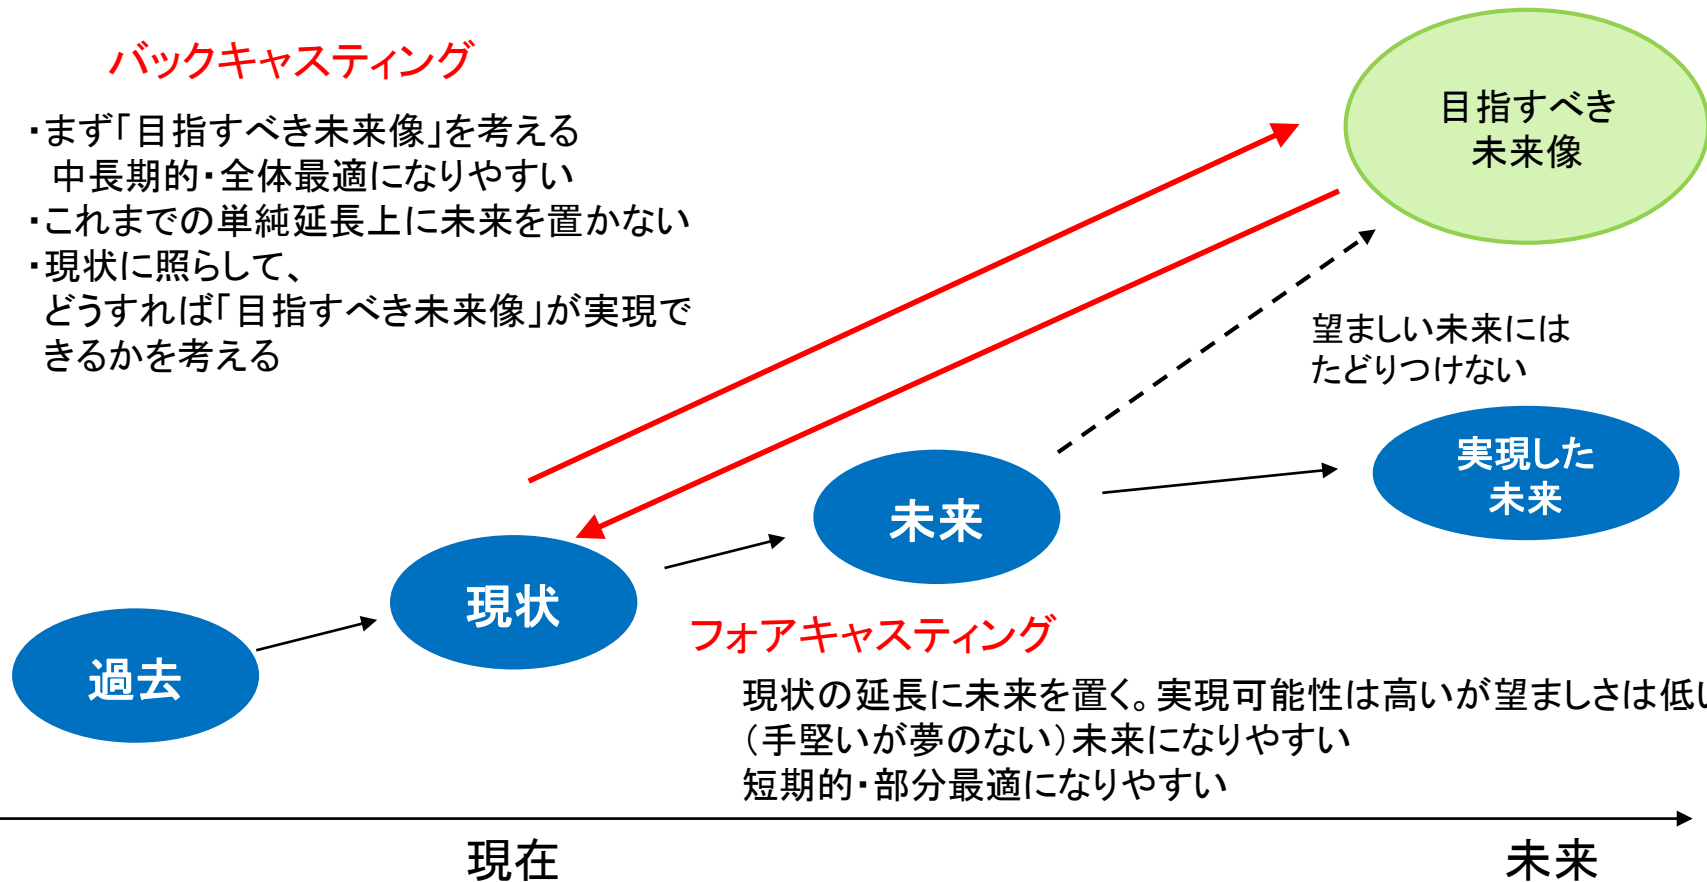 バックキャスティング
・まず「目指すべき未来像」を考える
中長期的・全体最適になりやすい
・これまでの単純延長上に未来を置かない
・現状に照らして、
どうすれば「目指すべき未来像」が実現で
きるかを考える
目指すべき
未来像
望ましい未来には
たどりつけない
実現した
未来
未来
現状
過去
フォアキャスティング
現状の延長に未来を置く。実現可能性は高いが望ましさは低い
（手堅いが夢のない）未来になりやすい
短期的・部分最適になりやすい
現在
未来